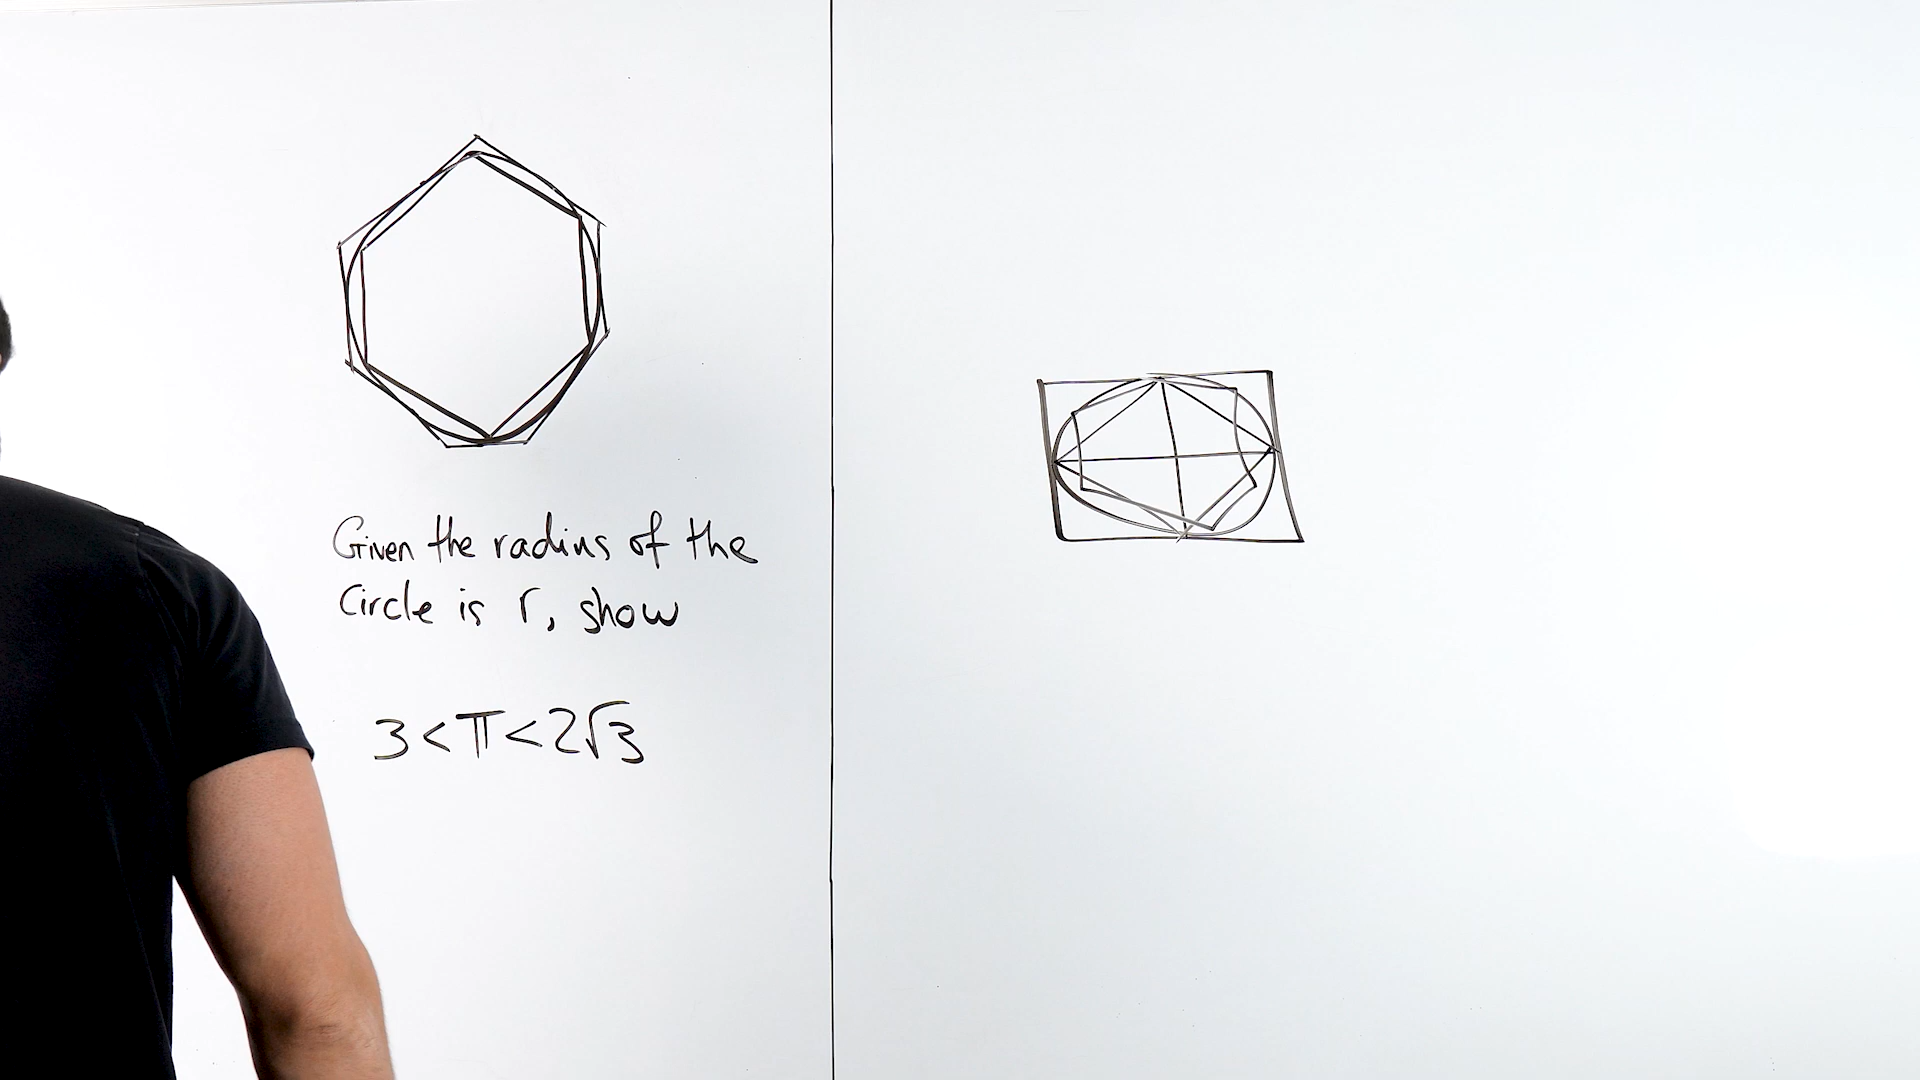 Given the radius of the
Circle is r, show
3<π<2√3